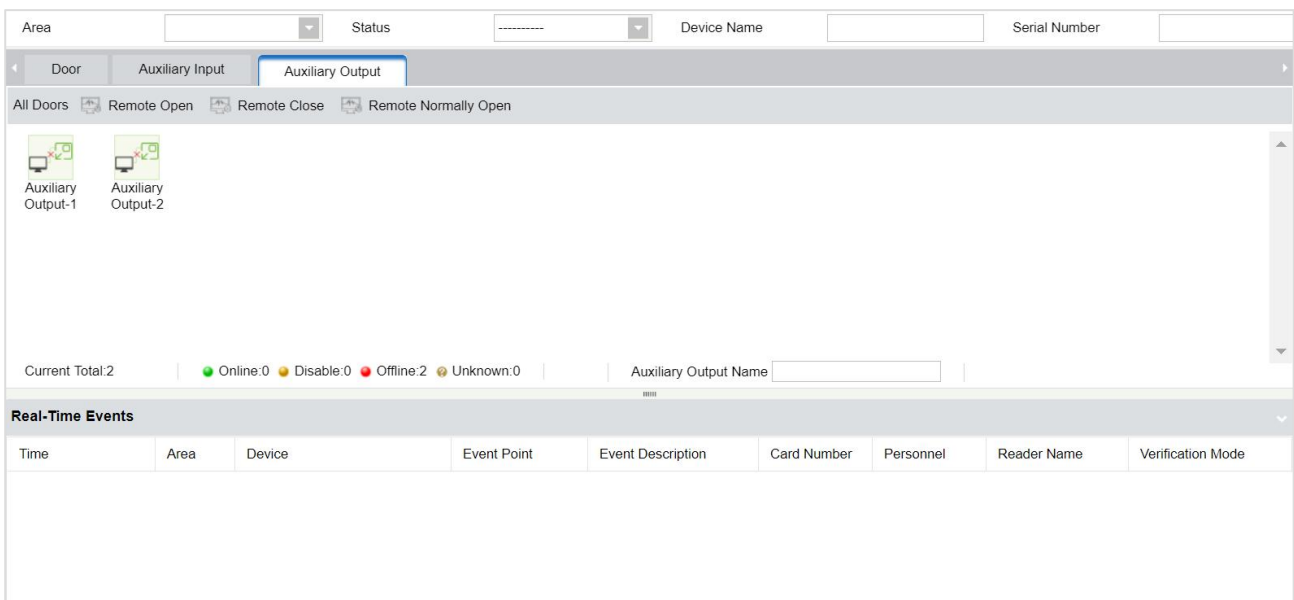 Area Status ---------- Device Name Serial Number
Door Auxiliary Input Auxiliary Output
All Doors Remote Open Remote Close Remote Normally Open
Auxiliary Output-1
Auxiliary Output-2
Current Total:2 Online:0 Disable:0 Offline:2 Unknown:0 Auxiliary Output Name
Real-Time Events
Time Area Device Event Point Event Description Card Number Personnel Reader Name Verification Mode